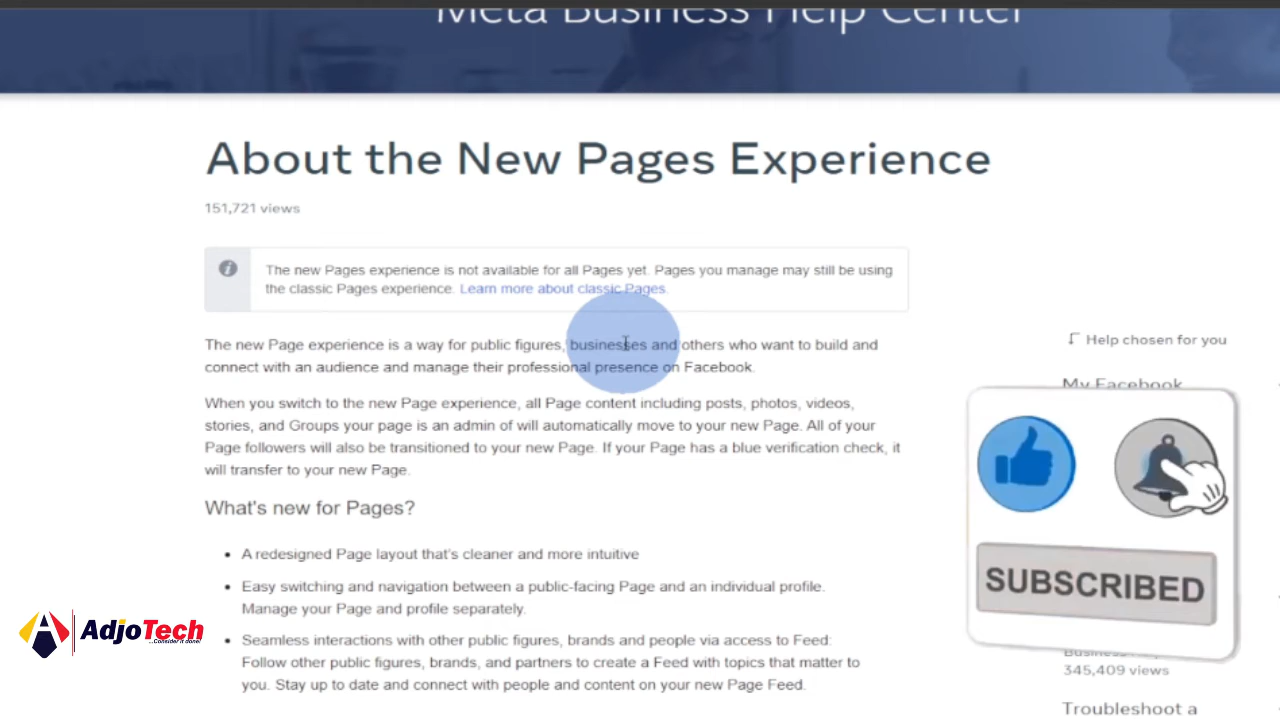 Meta Business Help Center
About the New Pages Experience
151,721 views
The new Pages experience is not available for all Pages yet. Pages you manage may still be using
the classic Pages experience. Learn more about classic Pages.
The new Page experience is a way for public figures, businesses and others who want to build and
connect with an audience and manage their professional presence on Facebook.
When you switch to the new Page experience, all Page content including posts, photos, videos,
stories, and Groups your page is an admin of will automatically move to your new Page. All of your
Page followers will also be transitioned to your new Page. If your Page has a blue verification check, it
will transfer to your new Page.
What's new for Pages?
A redesigned Page layout that's cleaner and more intuitive
Easy switching and navigation between a public-facing Page and an individual profile.
Manage your Page and profile separately.
Seamless interactions with other public figures, brands and people via access to Feed:
Follow other public figures, brands, and partners to create a Feed with topics that matter to
you. Stay up to date and connect with people and content on your new Page Feed.
Help chosen for you
My Facebook
SUBSCRIBED
345,409 views
Troubleshoot a
AdjoTech
...Consider it done!